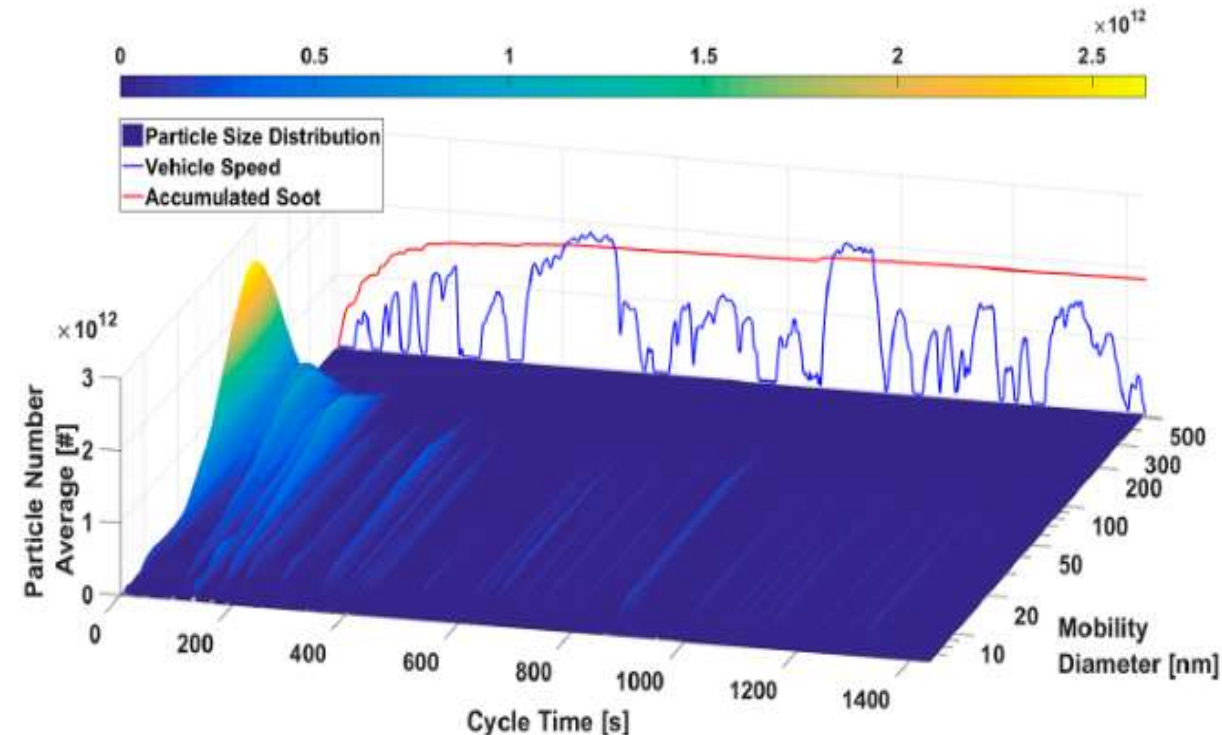 ×10¹²
0 0.5 1 1.5 2 2.5
Particle Size Distribution
Vehicle Speed
Accumulated Soot
×10¹²
3
2
1
0
Particle Number
Average [#]
0 200 400 600 800 1000 1200 1400
Cycle Time [s]
500
300
200
100
50
20
10
Mobility
Diameter [nm]